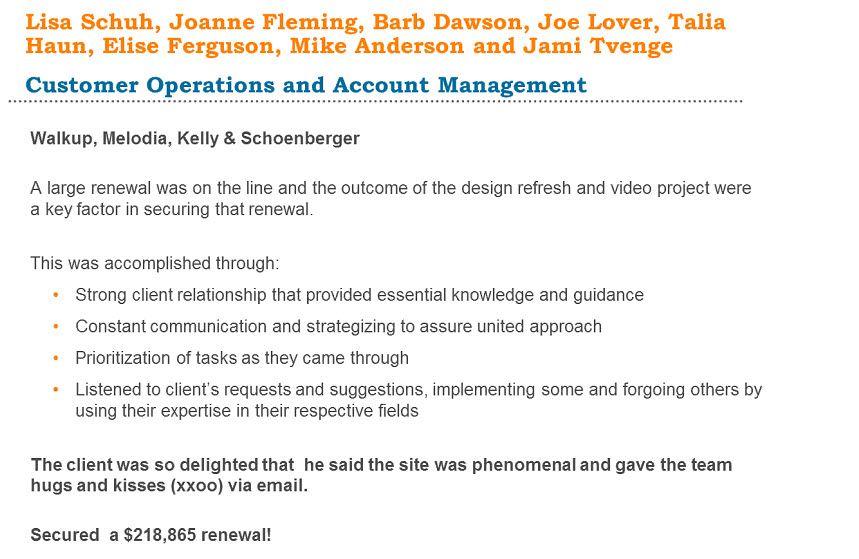 Lisa Schuh, Joanne Fleming, Barb Dawson, Joe Lover, Talia
Haun, Elise Ferguson, Mike Anderson and Jami Tvenge
Customer Operations and Account Management
Walkup, Melodia, Kelly & Schoenberger
A large renewal was on the line and the outcome of the design refresh and video project were
a key factor in securing that renewal.
This was accomplished through:
• Strong client relationship that provided essential knowledge and guidance
• Constant communication and strategizing to assure united approach
• Prioritization of tasks as they came through
• Listened to client’s requests and suggestions, implementing some and forgoing others by
using their expertise in their respective fields
The client was so delighted that  he said the site was phenomenal and gave the team
hugs and kisses (xxoo) via email.
Secured  a $218,865 renewal!